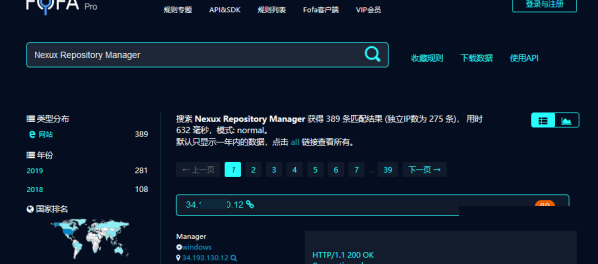 FOFA Pro
规则专题 API&SDK 规则列表 Fofa客户端 VIP会员
登录与注册
Nexux Repository Manager
收藏规则 下载数据 使用API
类型分布
网站 389
年份
2019 281
2018 108
国家排名
搜索 Nexux Repository Manager 获得 389 条匹配结果 (独立IP数为 275 条)， 用时
632 毫秒，模式: normal。
默认只显示一年内的数据，点击 all 链接查看所有。
← 上一页 1 2 3 4 5 6 7 ... 39 下一页 →
34.1 0.12
Manager
windows
34.193.130.12
HTTP/1.1 200 OK